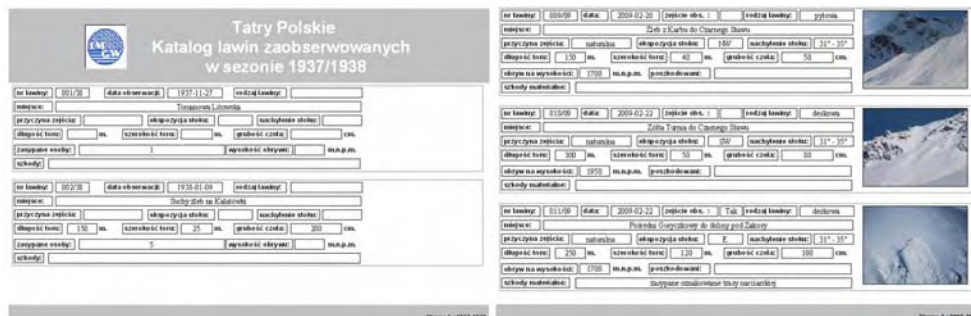 Tatry Polskie
Katalog lawin zaobserwowanych
w sezonie 1937/1938
nr lawiny: 001/38 data obserwacji: 1937-11-27 rodzaj lawiny:
miejsce: Tomanowa Litworka
przyczyna zejścia: ekspozycja stoku: nachylenie stoku:
długość toru: m. szerokość toru: m. grubość czoła: cm.
zasypane osoby: 1 wysokość obrywu: m.n.p.m.
szkody:
nr lawiny: 002/38 data obserwacji: 1938-01-09 rodzaj lawiny:
miejsce: Suchy żleb na Kalatówki
przyczyna zejścia: ekspozycja stoku: nachylenie stoku:
długość toru: 150 m. szerokość toru: 25 m. grubość czoła: 200 cm.
zasypane osoby: 5 wysokość obrywu: m.n.p.m.
szkody:
nr lawiny: 009/09 data: 2009-02-20 zejście obs. : rodzaj lawiny: pyłowa
miejsce: Żleb z Karbu do Czarnego Stawu
przyczyna zejścia: naturalna ekspozycja stoku: NW nachylenie stoku: 31° - 35°
długość toru: 150 m. szerokość toru: 40 m. grubość czoła: 50 cm.
obryw na wysokości: 1700 m.n.p.m. poszkodowani:
szkody materialne:
nr lawiny: 010/09 data: 2009-02-22 zejście obs. : rodzaj lawiny: deskowa
miejsce: Żółta Turnia do Czarnego Stawu
przyczyna zejścia: naturalna ekspozycja stoku: SW nachylenie stoku: 31° - 35°
długość toru: 300 m. szerokość toru: 50 m. grubość czoła: 80 cm.
obryw na wysokości: 1950 m.n.p.m. poszkodowani:
szkody materialne:
nr lawiny: 011/09 data: 2009-02-22 zejście obs. : Tak rodzaj lawiny: deskowa
miejsce: Pośredni Goryczkowy do doliny pod Zakosy
przyczyna zejścia: naturalna ekspozycja stoku: E nachylenie stoku: 31° - 35°
długość toru: 250 m. szerokość toru: 120 m. grubość czoła: 100 cm.
obryw na wysokości: 1700 m.n.p.m. poszkodowani:
szkody materialne: zasypane oznakowanie trasy narciarskiej